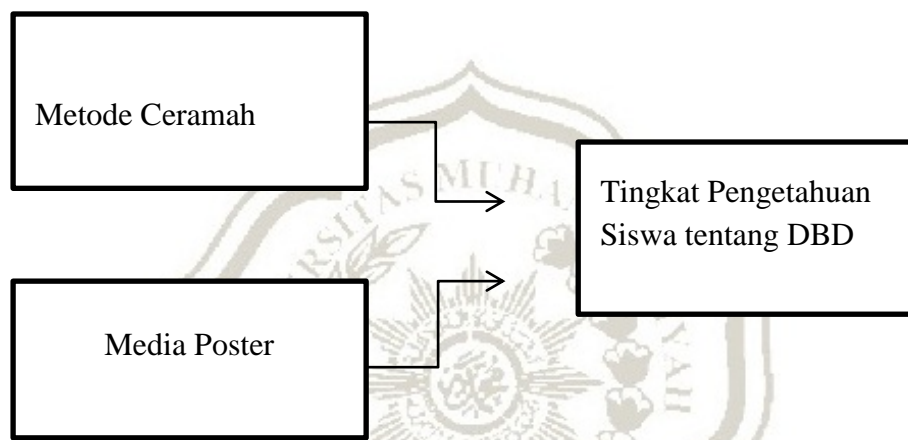 Metode Ceramah
Tingkat Pengetahuan
Siswa tentang DBD
Media Poster